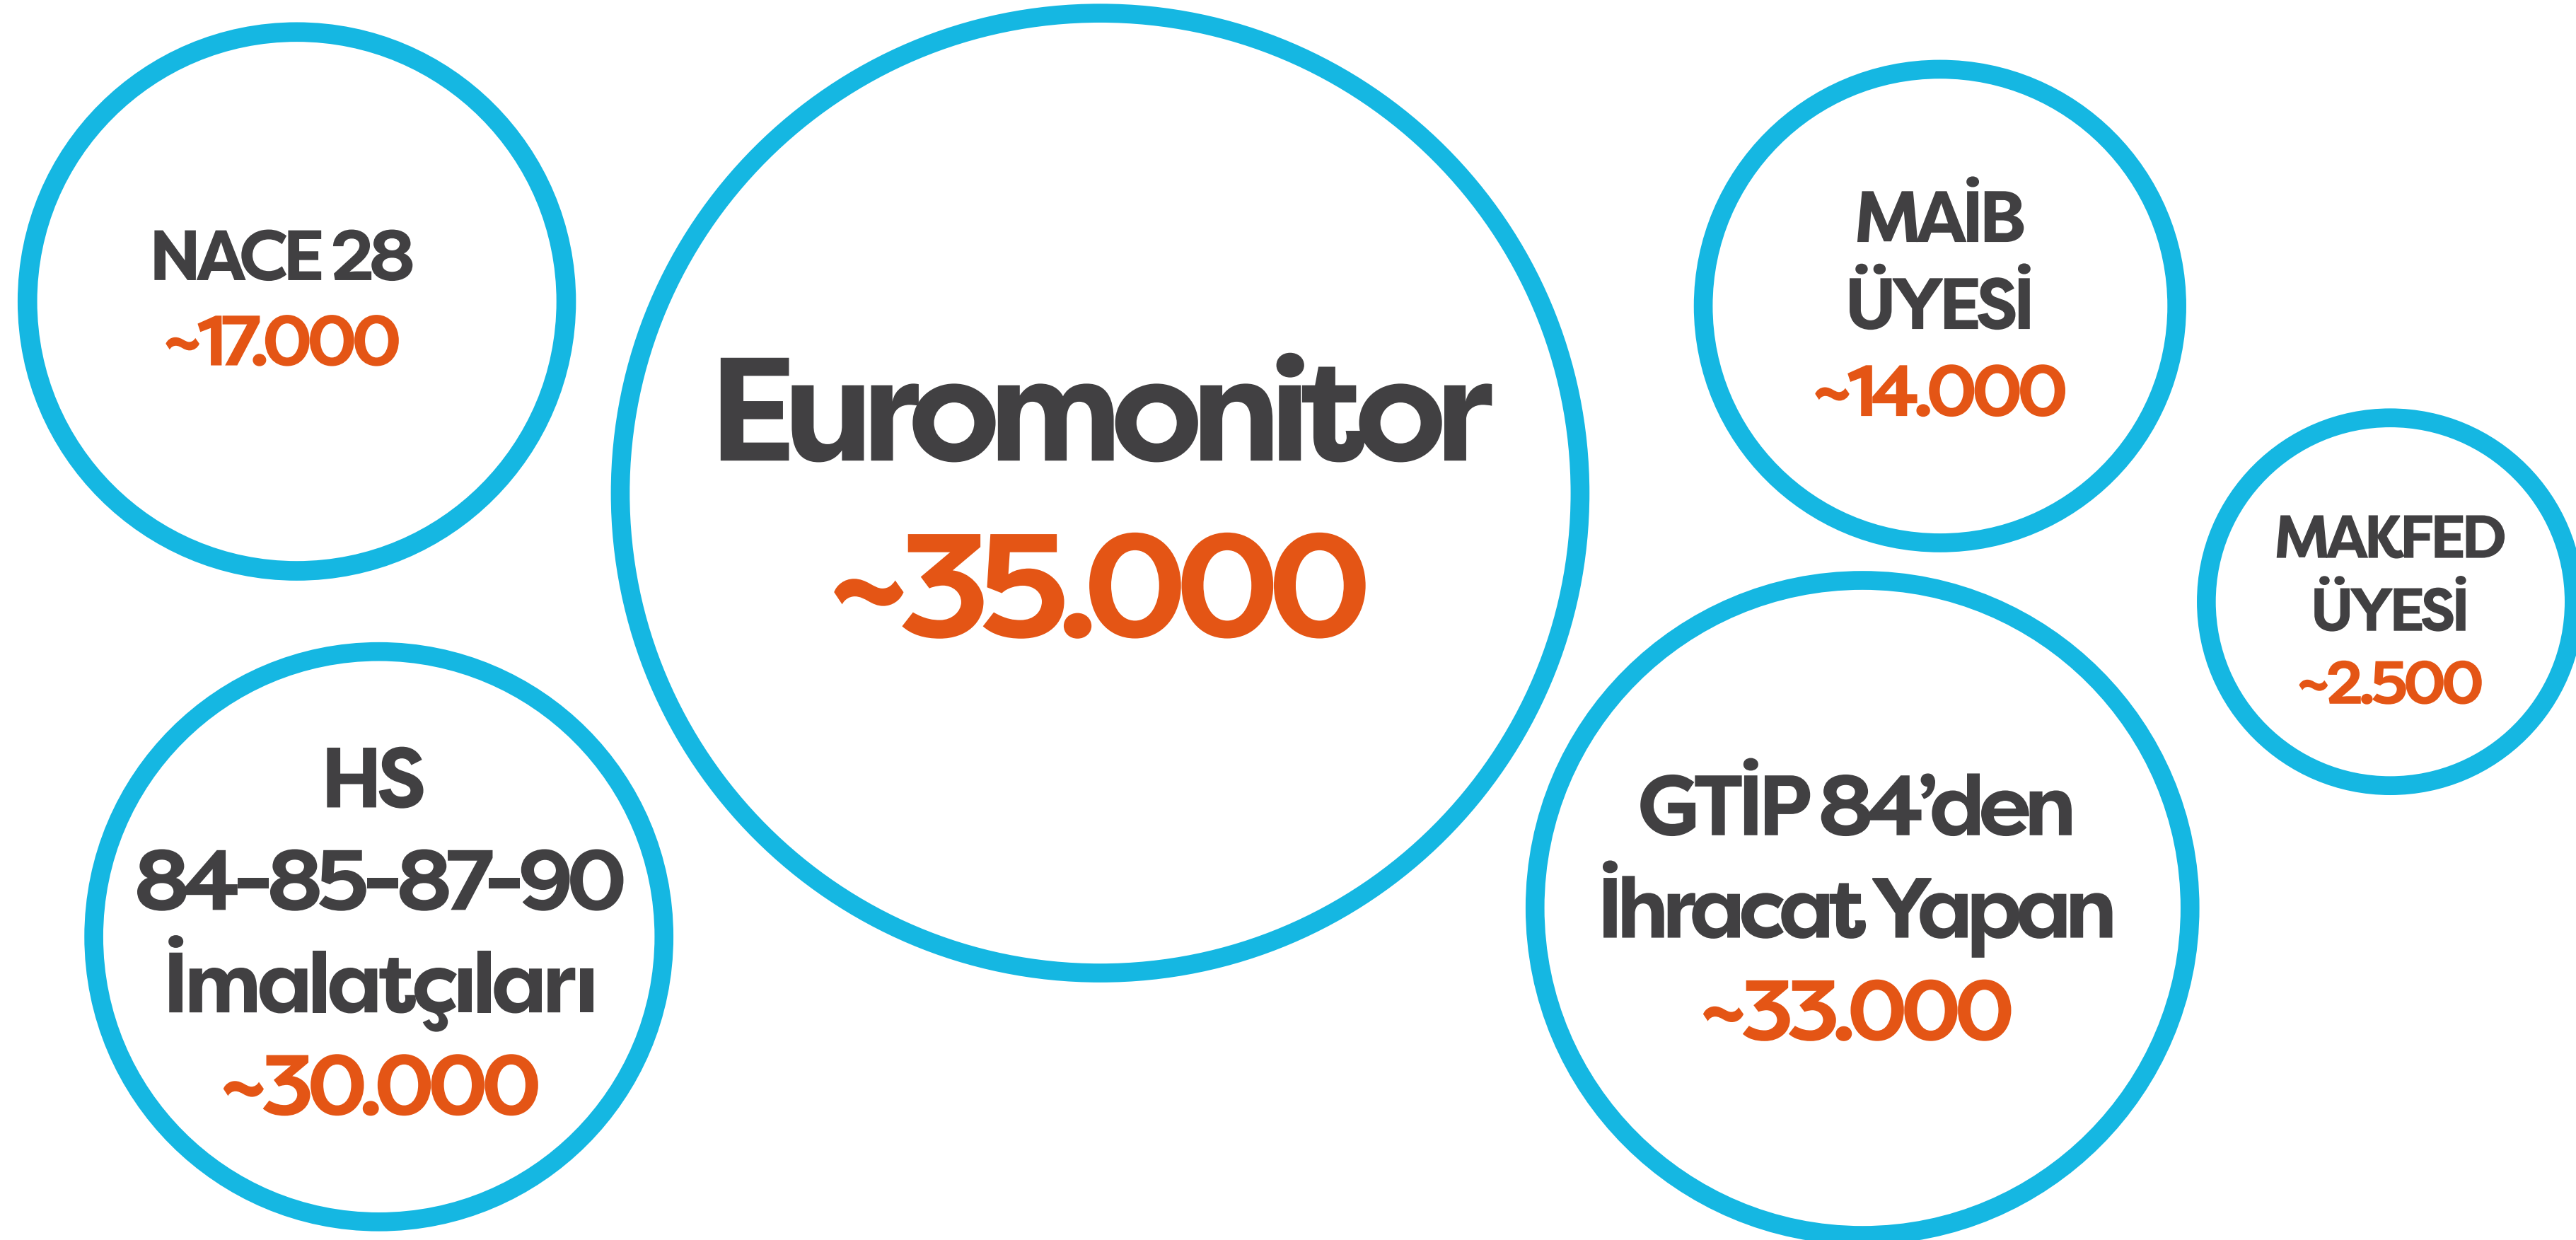 NACE 28
~17.000
Euromonitor
~35.000
MAİB
ÜYESİ
~14.000
MAKFED
ÜYESİ
~2.500
HS
84-85-87-90
İmalatçıları
~30.000
GTİP 84’den
İhracat Yapan
~33.000